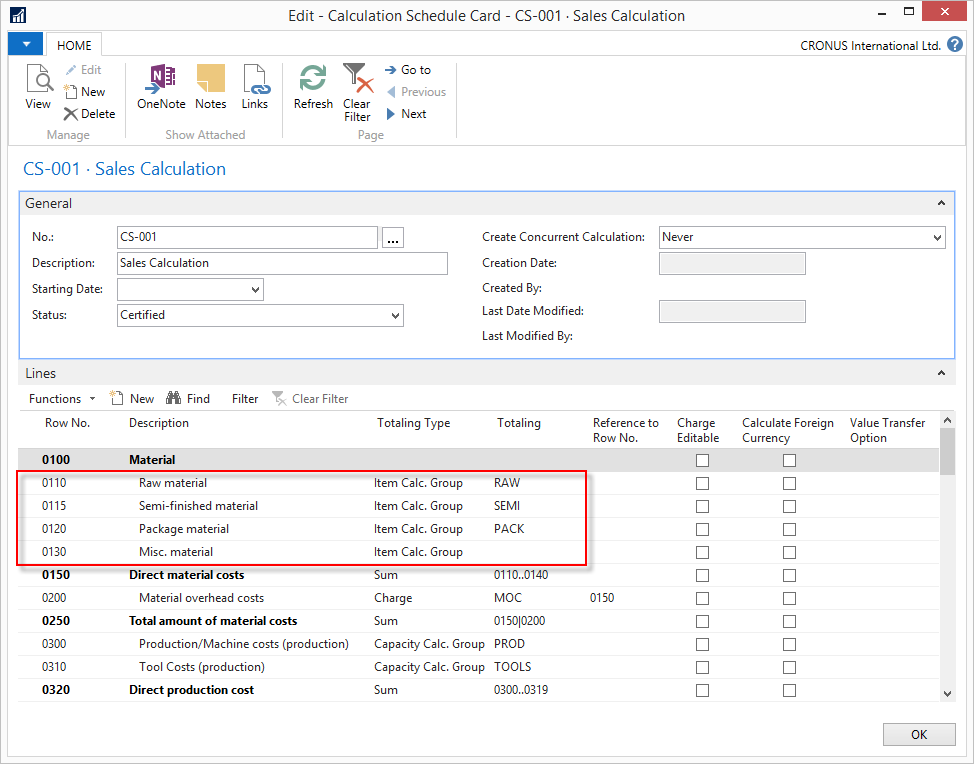 Edit - Calculation Schedule Card - CS-001 · Sales Calculation
HOME
CRONUS International Ltd.
View
Edit
New
Delete
Manage
OneNote
Notes
Links
Show Attached
Refresh
Clear Filter
Go to
Previous
Next
Page
CS-001 · Sales Calculation
General
No.: CS-001 ...
Description: Sales Calculation
Starting Date:
Status: Certified
Create Concurrent Calculation: Never
Creation Date:
Created By:
Last Date Modified:
Last Modified By:
Lines
Functions New Find Filter Clear Filter
Row No. Description Totaling Type Totaling Reference to Row No. Charge Editable Calculate Foreign Currency Value Transfer Option
0100 Material
0110 Raw material Item Calc. Group RAW
0115 Semi-finished material Item Calc. Group SEMI
0120 Package material Item Calc. Group PACK
0130 Misc. material Item Calc. Group
0150 Direct material costs Sum 0110..0140
0200 Material overhead costs Charge MOC 0150
0250 Total amount of material costs Sum 0150|0200
0300 Production/Machine costs (production) Capacity Calc. Group PROD
0310 Tool Costs (production) Capacity Calc. Group TOOLS
0320 Direct production cost Sum 0300..0319
OK